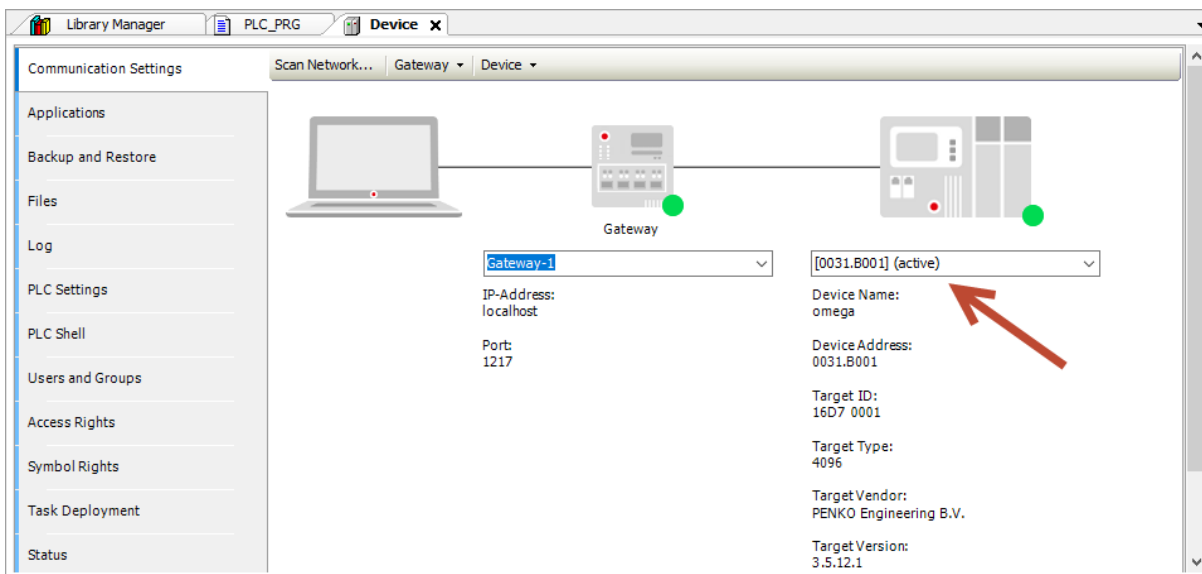 Library Manager
PLC_PRG
Device
Communication Settings
Applications
Backup and Restore
Files
Log
PLC Settings
PLC Shell
Users and Groups
Access Rights
Symbol Rights
Task Deployment
Status
Scan Network...
Gateway
Device
Gateway
Gateway-1
IP-Address:
localhost
Port:
1217
[0031.B001] (active)
Device Name:
omega
Device Address:
0031.B001
Target ID:
16D7 0001
Target Type:
4096
Target Vendor:
PENKO Engineering B.V.
Target Version:
3.5.12.1